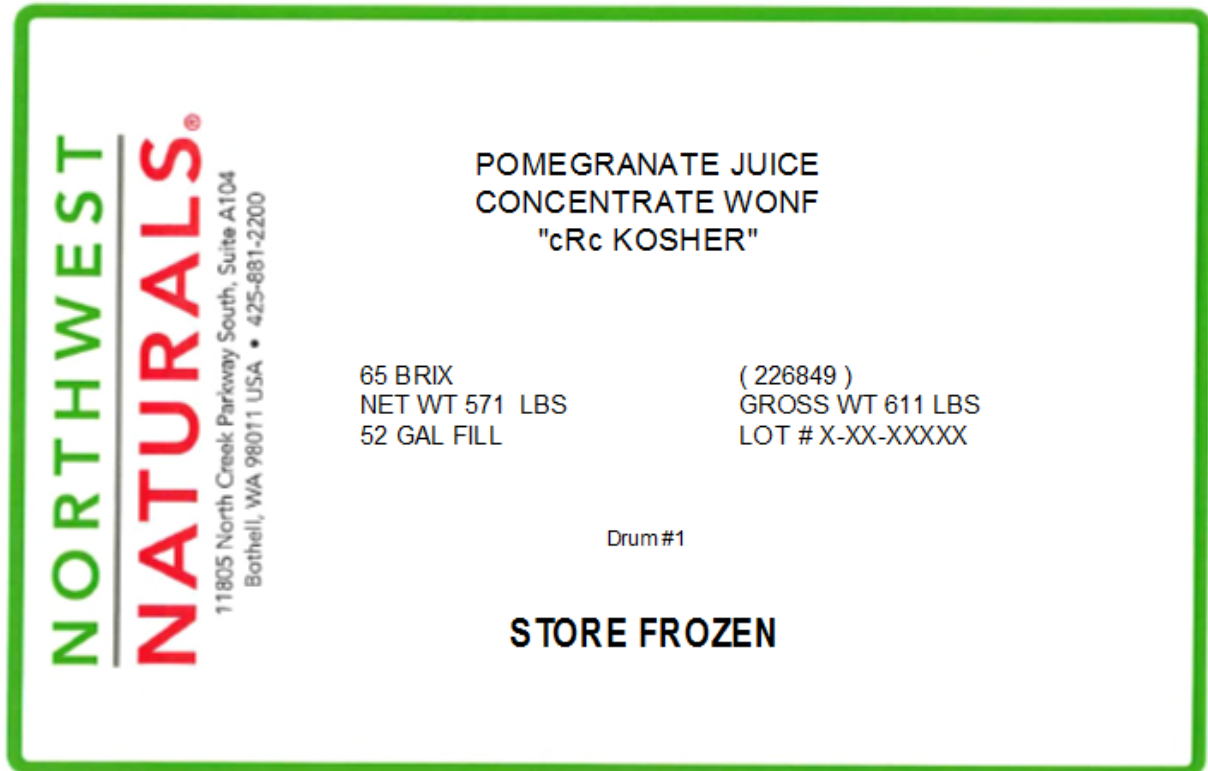 NORTHWEST
NATURALS®
11805 North Creek Parkway South, Suite A104
Bothell, WA 98011 USA • 425-881-2200
POMEGRANATE JUICE
CONCENTRATE WONF
"cRc KOSHER"
65 BRIX
NET WT 571 LBS
52 GAL FILL
( 226849 )
GROSS WT 611 LBS
LOT # X-XX-XXXXX
Drum #1
STORE FROZEN